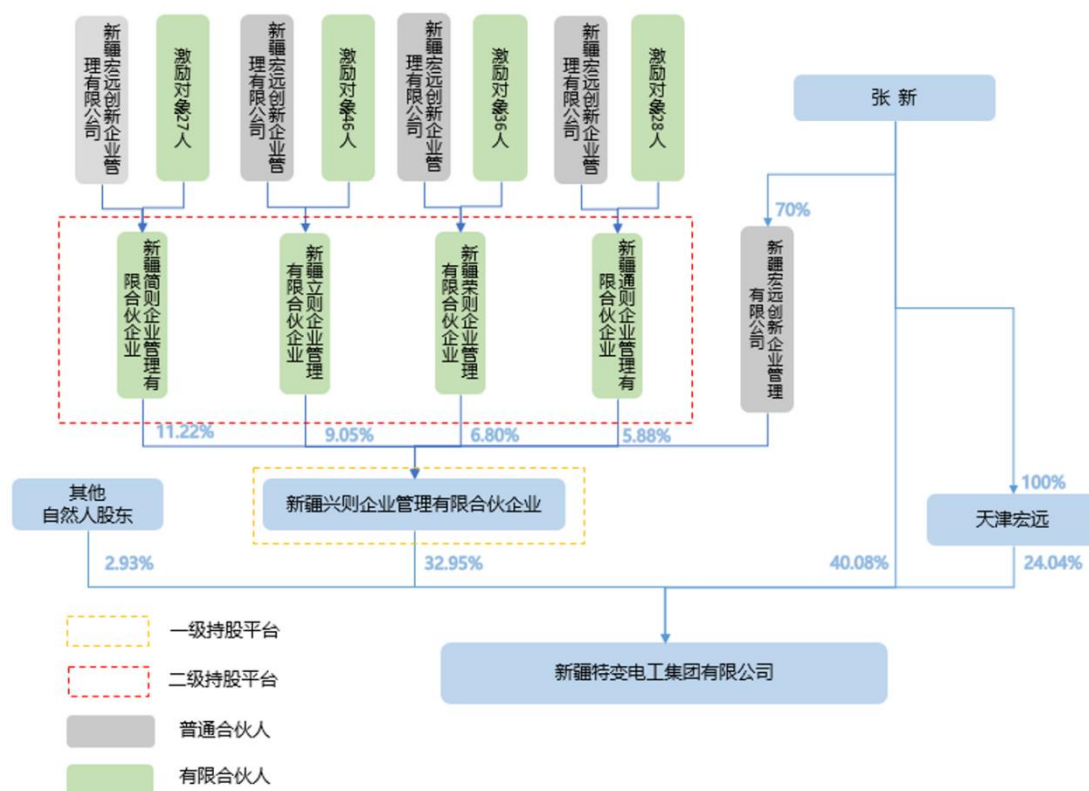 新疆宏远创新企业管
理有限公司
激励对象27人
新疆宏远创新企业管
理有限公司
激励对象46人
新疆宏远创新企业管
理有限公司
激励对象36人
新疆宏远创新企业管
理有限公司
激励对象28人
张 新
70%
新疆简则企业管理有
限合伙企业
新疆立则企业管理
有限合伙企业
新疆荣则企业管理
有限合伙企业
新疆通则企业管理有
限合伙企业
新疆宏远创新企业管理
有限公司
11.22%
9.05%
6.80%
5.88%
其他
自然人股东
新疆兴则企业管理有限合伙企业
100%
天津宏远
2.93%
32.95%
40.08%
24.04%
新疆特变电工集团有限公司
一级持股平台
二级持股平台
普通合伙人
有限合伙人